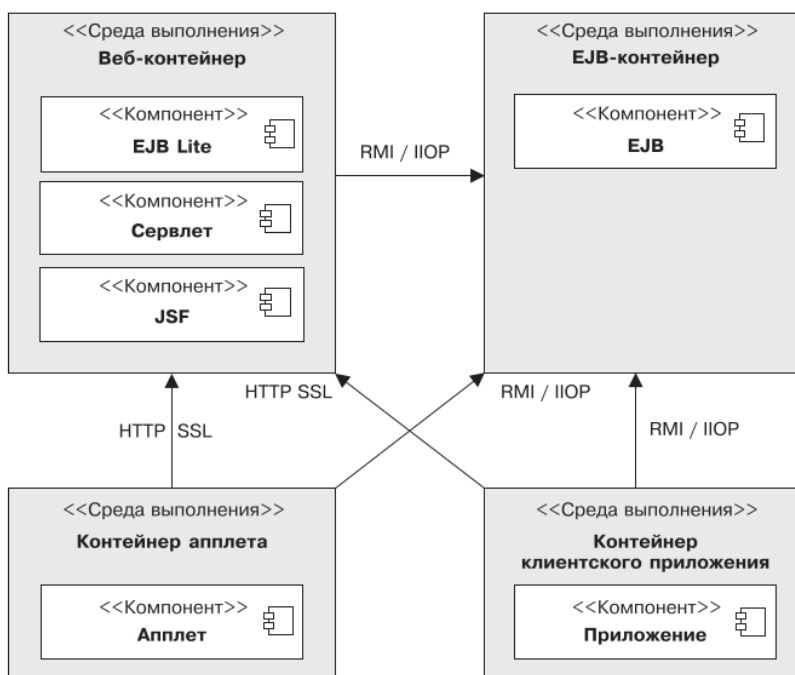 <<Среда выполнения>>
Веб-контейнер
<<Компонент>>
EJB Lite
<<Компонент>>
Сервлет
<<Компонент>>
JSF
RMI / IIOP
<<Среда выполнения>>
EJB-контейнер
<<Компонент>>
EJB
HTTP SSL
RMI / IIOP
HTTP SSL
RMI / IIOP
<<Среда выполнения>>
Контейнер апплета
<<Компонент>>
Апплет
<<Среда выполнения>>
Контейнер
клиентского приложения
<<Компонент>>
Приложение